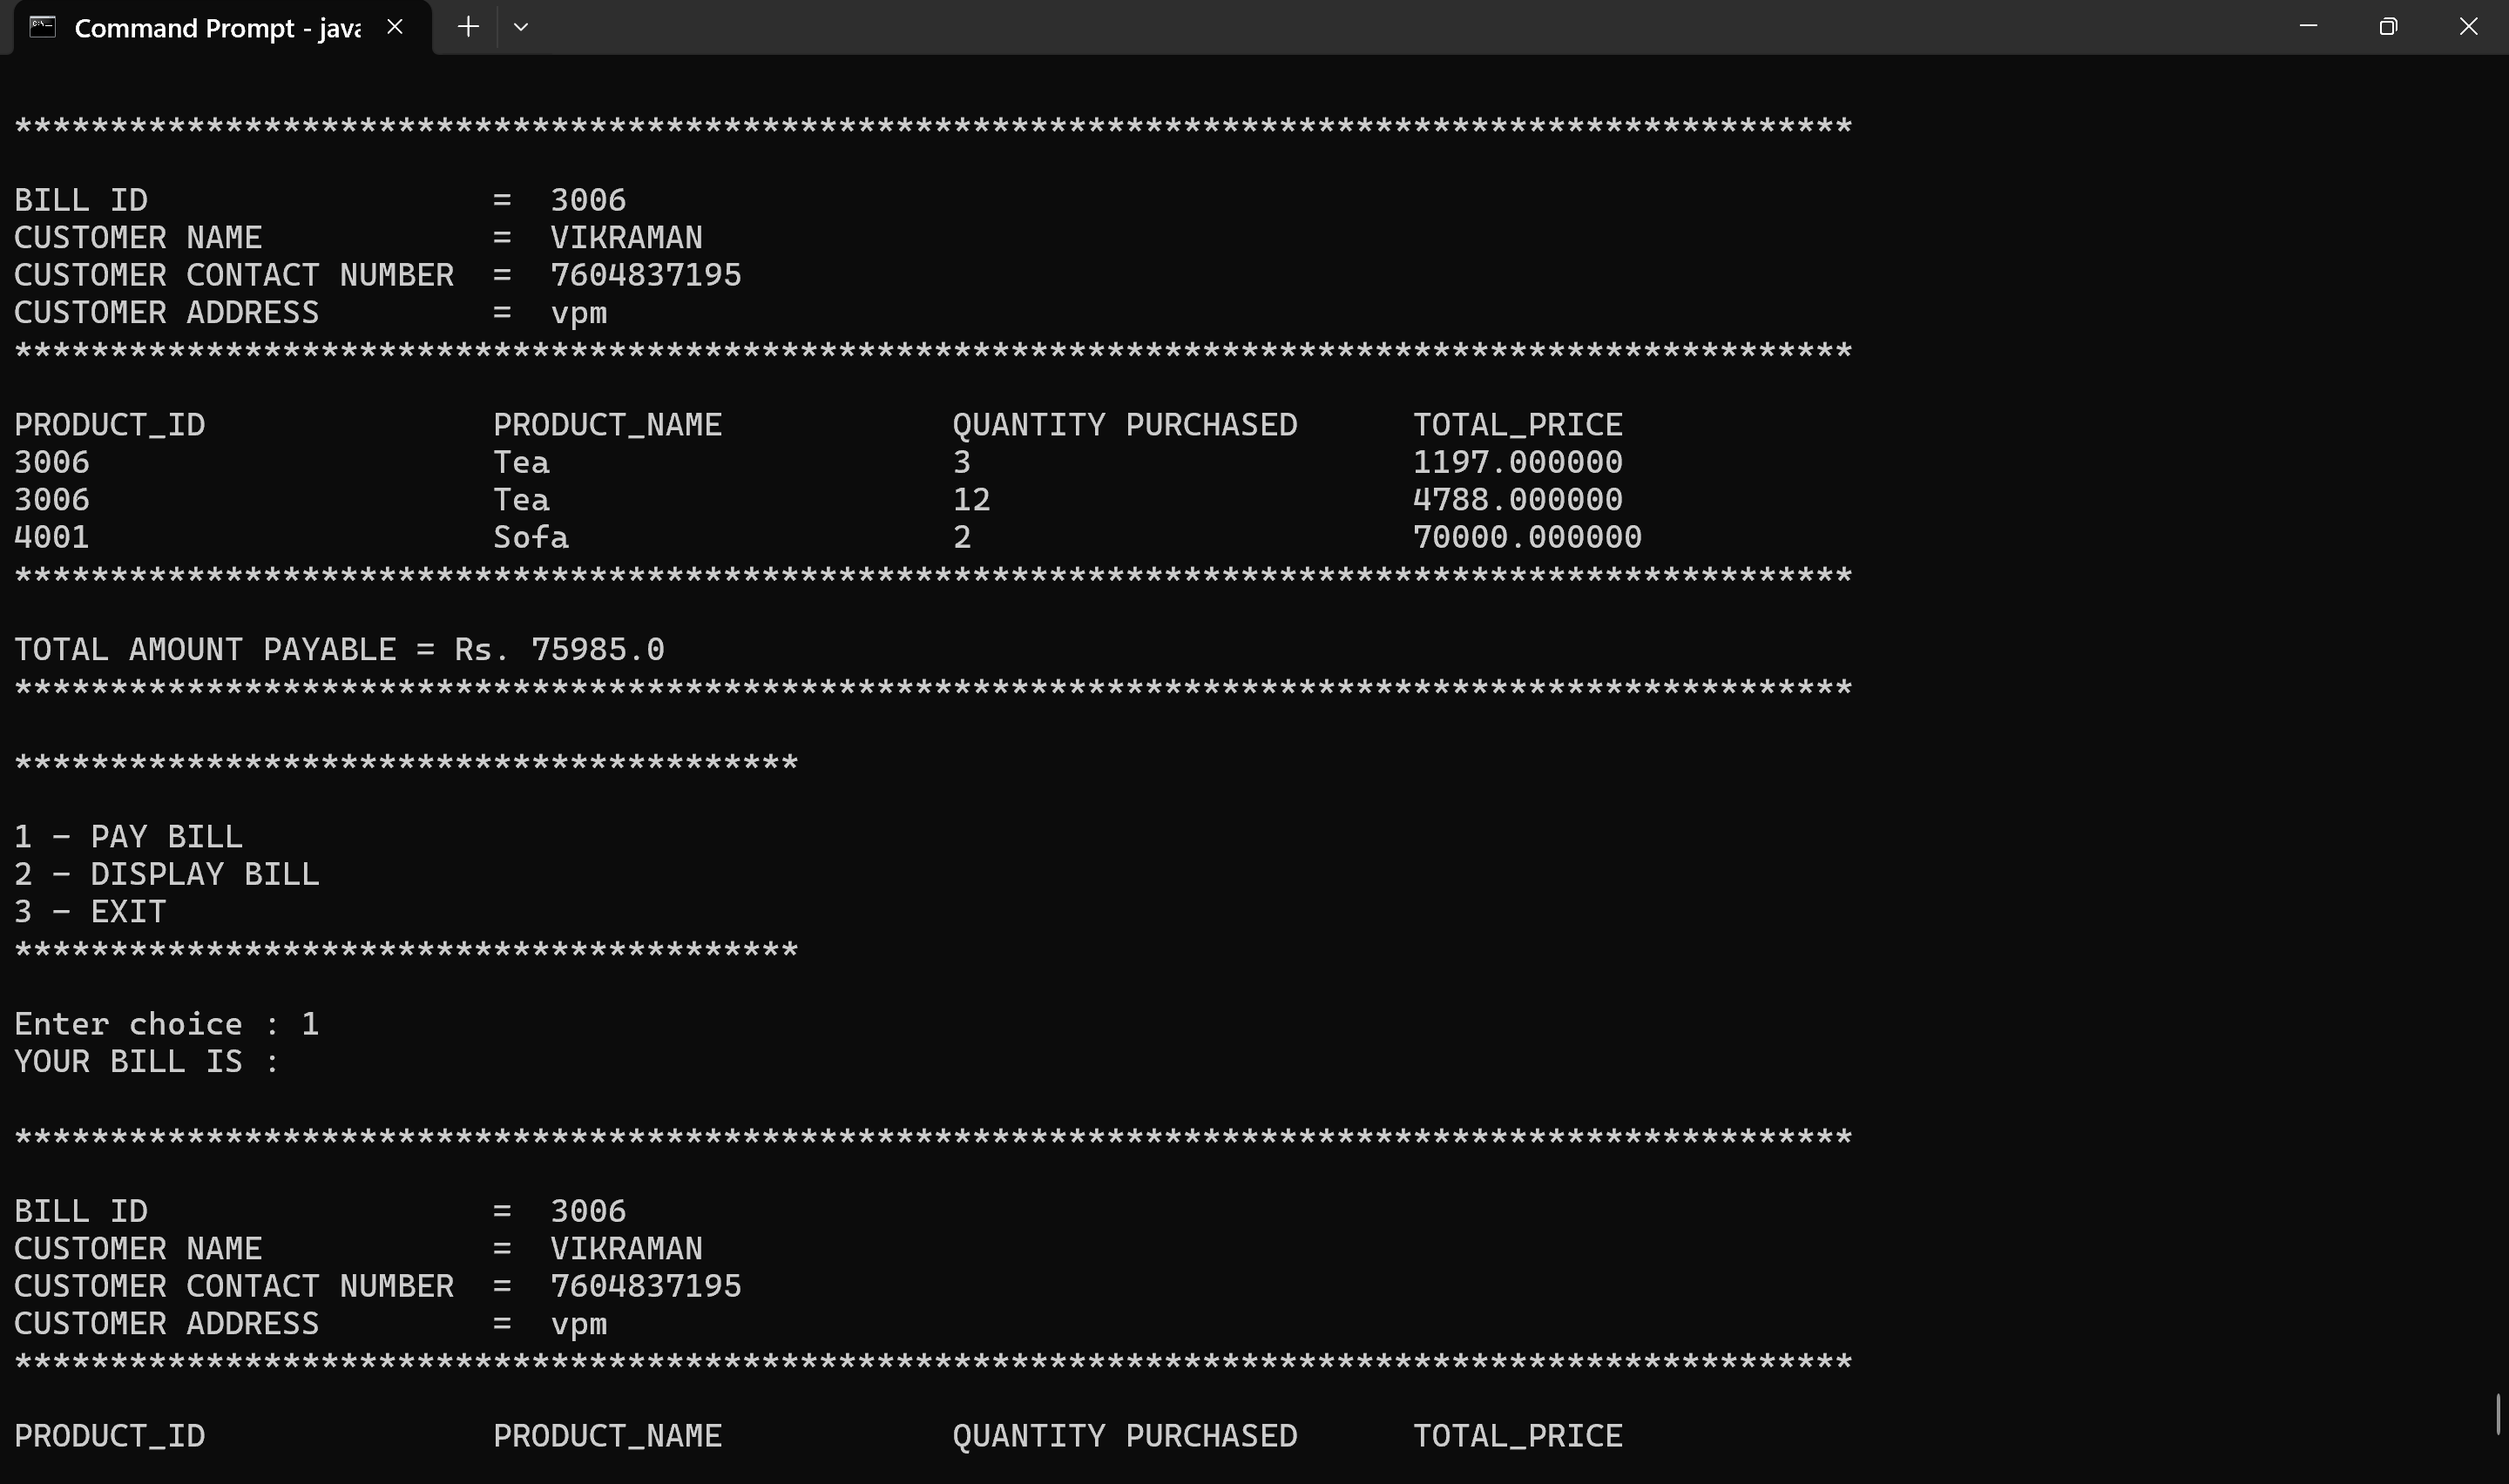 Command Prompt - java
************************************************************************************************
BILL ID                  =  3006
CUSTOMER NAME            =  VIKRAMAN
CUSTOMER CONTACT NUMBER  =  7604837195
CUSTOMER ADDRESS         =  vpm
************************************************************************************************
PRODUCT_ID               PRODUCT_NAME            QUANTITY PURCHASED      TOTAL_PRICE
3006                     Tea                     3                       1197.000000
3006                     Tea                     12                      4788.000000
4001                     Sofa                    2                       70000.000000
************************************************************************************************
TOTAL AMOUNT PAYABLE = Rs. 75985.0
************************************************************************************************
*****************************************
1 - PAY BILL
2 - DISPLAY BILL
3 - EXIT
*****************************************
Enter choice : 1
YOUR BILL IS :
************************************************************************************************
BILL ID                  =  3006
CUSTOMER NAME            =  VIKRAMAN
CUSTOMER CONTACT NUMBER  =  7604837195
CUSTOMER ADDRESS         =  vpm
************************************************************************************************
PRODUCT_ID               PRODUCT_NAME            QUANTITY PURCHASED      TOTAL_PRICE